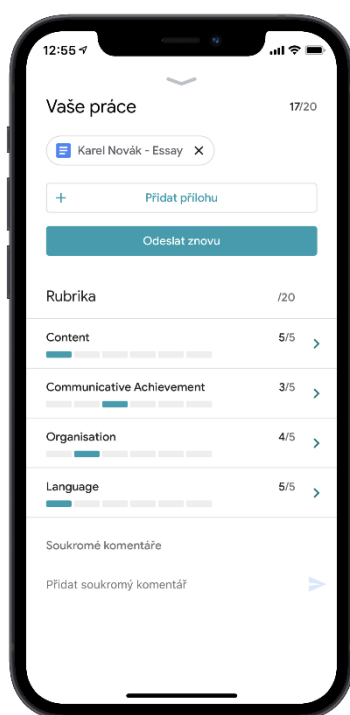 12:55
Vaše práce 17/20
Karel Novák - Essay ×
+ Přidat přílohu
Odeslat znovu
Rubrika /20
Content 5/5
Communicative Achievement 3/5
Organisation 4/5
Language 5/5
Soukromé komentáře
Přidat soukromý komentář